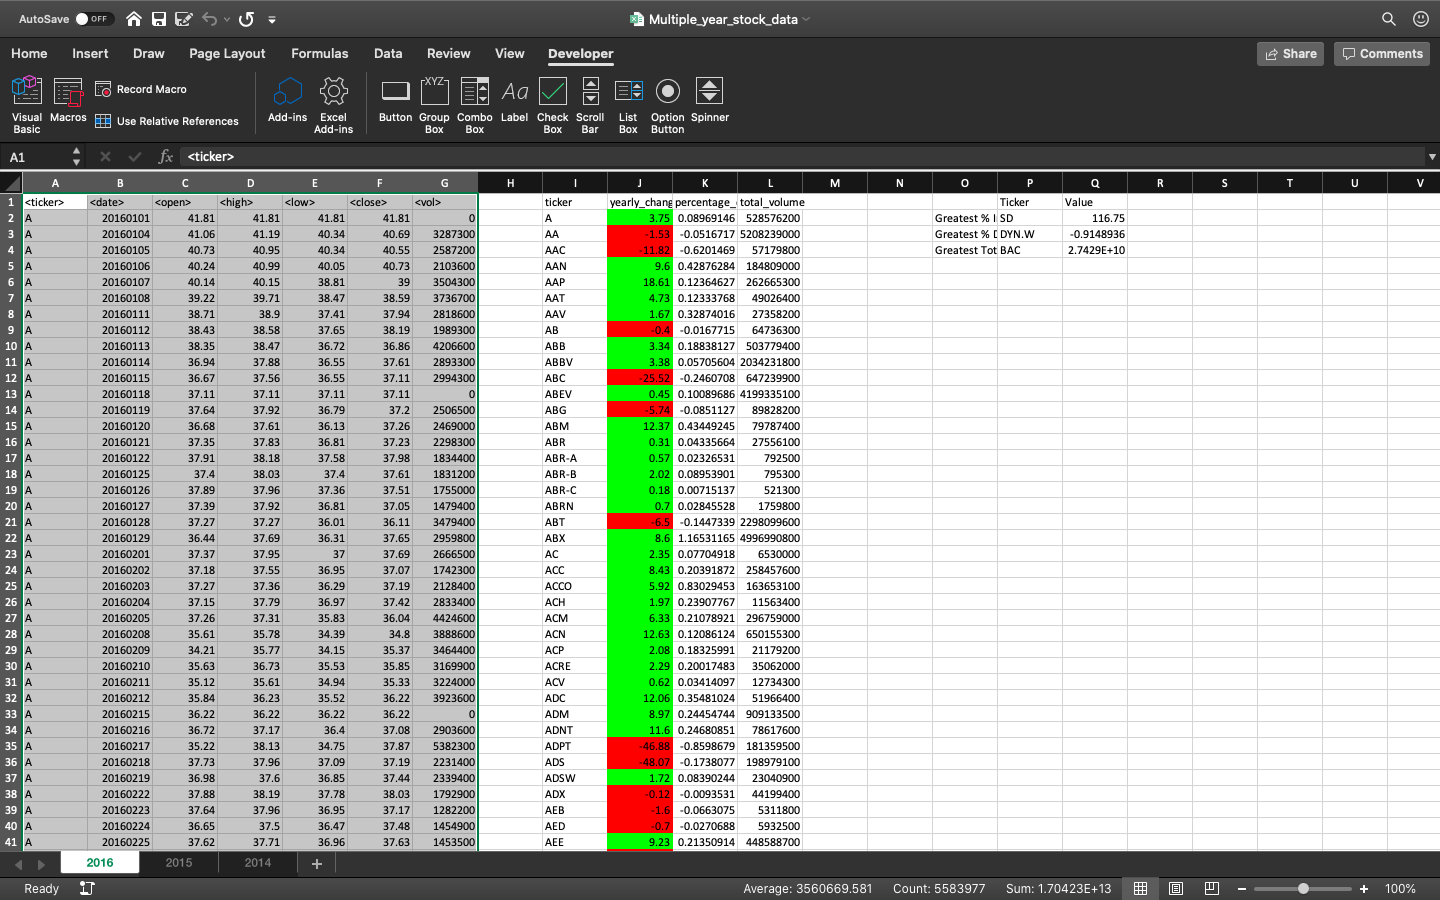 AutoSave OFF Multiple_year_stock_data
Home Insert Draw Page Layout Formulas Data Review View Developer Share Comments
Visual Basic Macros Record Macro Use Relative References Add-ins Excel Add-ins XYZ Aa Button Group Box Combo Box Label Check Box Scroll Bar List Box Option Button Spinner
A1 fx <ticker>
A B C D E F G H I J K L M N O P Q R S T U V
1 <ticker> <date> <open> <high> <low> <close> <vol> ticker yearly_chang percentage_ total_volume Ticker Value
2 A 20160101 41.81 41.81 41.81 41.81 0 A 3.75 0.08969146 528576200 Greatest % I SD 116.75
3 A 20160104 41.06 41.19 40.34 40.69 3287300 AA -1.53 -0.0516717 5208239000 Greatest % D DYN.W -0.9148936
4 A 20160105 40.73 40.95 40.34 40.55 2587200 AAC -11.82 -0.6201469 57179800 Greatest Tot BAC 2.7429E+10
5 A 20160106 40.24 40.99 40.05 40.73 2103600 AAN 9.6 0.42876284 184809000
6 A 20160107 40.14 40.15 38.81 39 3504300 AAP 18.61 0.12364627 262665300
7 A 20160108 39.22 39.71 38.47 38.59 3736700 AAT 4.73 0.12333768 49026400
8 A 20160111 38.71 38.9 37.41 37.94 2818600 AAV 1.67 0.32874016 27358200
9 A 20160112 38.43 38.58 37.65 38.19 1989300 AB -0.4 -0.0167715 64736300
10 A 20160113 38.35 38.47 36.72 36.86 4206600 ABB 3.34 0.18838127 503779400
11 A 20160114 36.94 37.88 36.55 37.61 2893300 ABBV 3.38 0.05705604 2034231800
12 A 20160115 36.67 37.56 36.55 37.11 2994300 ABC -25.52 -0.2460708 647239900
13 A 20160118 37.11 37.11 37.11 37.11 0 ABEV 0.45 0.10089686 4199335100
14 A 20160119 37.64 37.92 36.79 37.2 2506500 ABG -5.74 -0.0851127 89828200
15 A 20160120 36.68 37.61 36.13 37.26 2469000 ABM 12.37 0.43449245 79787400
16 A 20160121 37.35 37.83 36.81 37.23 2298300 ABR 0.31 0.04335664 27556100
17 A 20160122 37.91 38.18 37.58 37.98 1834400 ABR-A 0.57 0.02326531 792500
18 A 20160125 37.4 38.03 37.4 37.61 1831200 ABR-B 2.02 0.08953901 795300
19 A 20160126 37.89 37.96 37.36 37.51 1755000 ABR-C 0.18 0.00715137 521300
20 A 20160127 37.39 37.92 36.81 37.05 1479400 ABRN 0.7 0.02845528 1759800
21 A 20160128 37.27 37.27 36.01 36.11 3479400 ABT -6.5 -0.1447339 2298099600
22 A 20160129 36.44 37.69 36.31 37.65 2959800 ABX 8.6 1.16531165 4996990800
23 A 20160201 37.37 37.95 37 37.69 2666500 AC 2.35 0.07704918 6530000
24 A 20160202 37.18 37.55 36.95 37.07 1742300 ACC 8.43 0.20391872 258457600
25 A 20160203 37.27 37.36 36.29 37.19 2128400 ACCO 5.92 0.83029453 163653100
26 A 20160204 37.15 37.79 36.97 37.42 2833400 ACH 1.97 0.23907767 11563400
27 A 20160205 37.26 37.31 35.83 36.04 4424600 ACM 6.33 0.21078921 296759000
28 A 20160208 35.61 35.78 34.39 34.8 3888600 ACN 12.63 0.12086124 650155300
29 A 20160209 34.21 35.77 34.15 35.37 3464400 ACP 2.08 0.18325991 21179200
30 A 20160210 35.63 36.73 35.53 35.85 3169900 ACRE 2.29 0.20017483 35062000
31 A 20160211 35.12 35.61 34.94 35.33 3224000 ACV 0.62 0.03414097 12734300
32 A 20160212 35.84 36.23 35.52 36.22 3923600 ADC 12.06 0.35481024 51966400
33 A 20160215 36.22 36.22 36.22 36.22 0 ADM 8.97 0.24454744 909133500
34 A 20160216 36.72 37.17 36.4 37.08 2903600 ADNT 11.6 0.24680851 78617600
35 A 20160217 35.22 38.13 34.75 37.87 5382300 ADPT -46.88 -0.8598679 181359500
36 A 20160218 37.73 37.96 37.09 37.19 2231400 ADS -48.07 -0.1738077 198979100
37 A 20160219 36.98 37.6 36.85 37.44 2339400 ADSW 1.72 0.08390244 23040900
38 A 20160222 37.88 38.19 37.78 38.03 1792900 ADX -0.12 -0.0093531 44199400
39 A 20160223 37.64 37.96 36.95 37.17 1282200 AEB -1.6 -0.0663075 5311800
40 A 20160224 36.65 37.5 36.47 37.48 1454900 AED -0.7 -0.0270688 5932500
41 A 20160225 37.62 37.71 36.96 37.63 1453500 AEE 9.23 0.21350914 448588700
2016 2015 2014 +
Ready Average: 3560669.581 Count: 5583977 Sum: 1.70423E+13 − + 100%